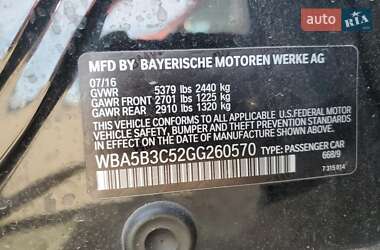 auto RIA
MFD BY BAYERISCHE MOTOREN WERKE AG
07/16
GVWR 5379 lbs 2440 kg
GAWR FRONT 2701 lbs 1225 kg
GAWR REAR 2910 lbs 1320 kg
THIS VEHICLE CONFORMS TO ALL APPLICABLE
FEDERAL MOTOR VEHICLE SAFETY, BUMPER,
AND THEFT PREVENTION STANDARDS
IN EFFECT ON THE DATE OF
MANUFACTURE SHOWN ABOVE
WBA5B3C52GG260570 TYPE: PASSENGER CAR
668/9
7 315 014